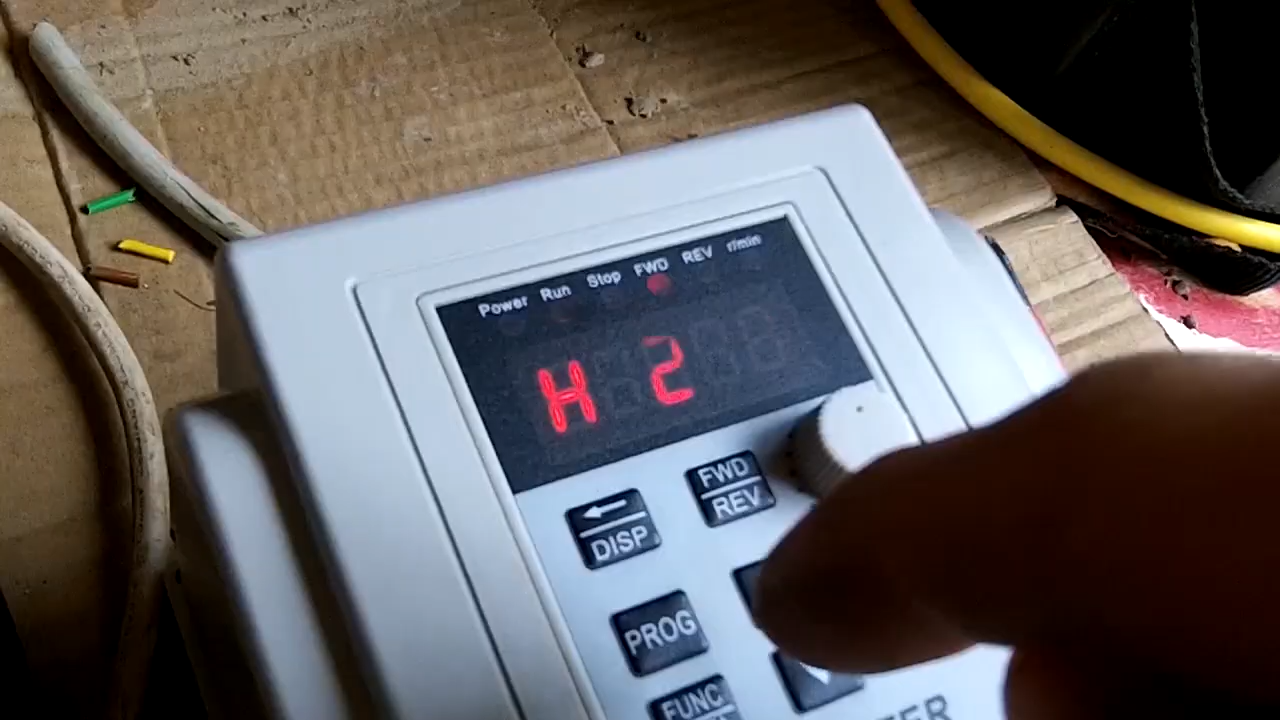 Power Run Stop FWD REV r/min
H 2
FWD
REV
DISP
PROG
FUNC